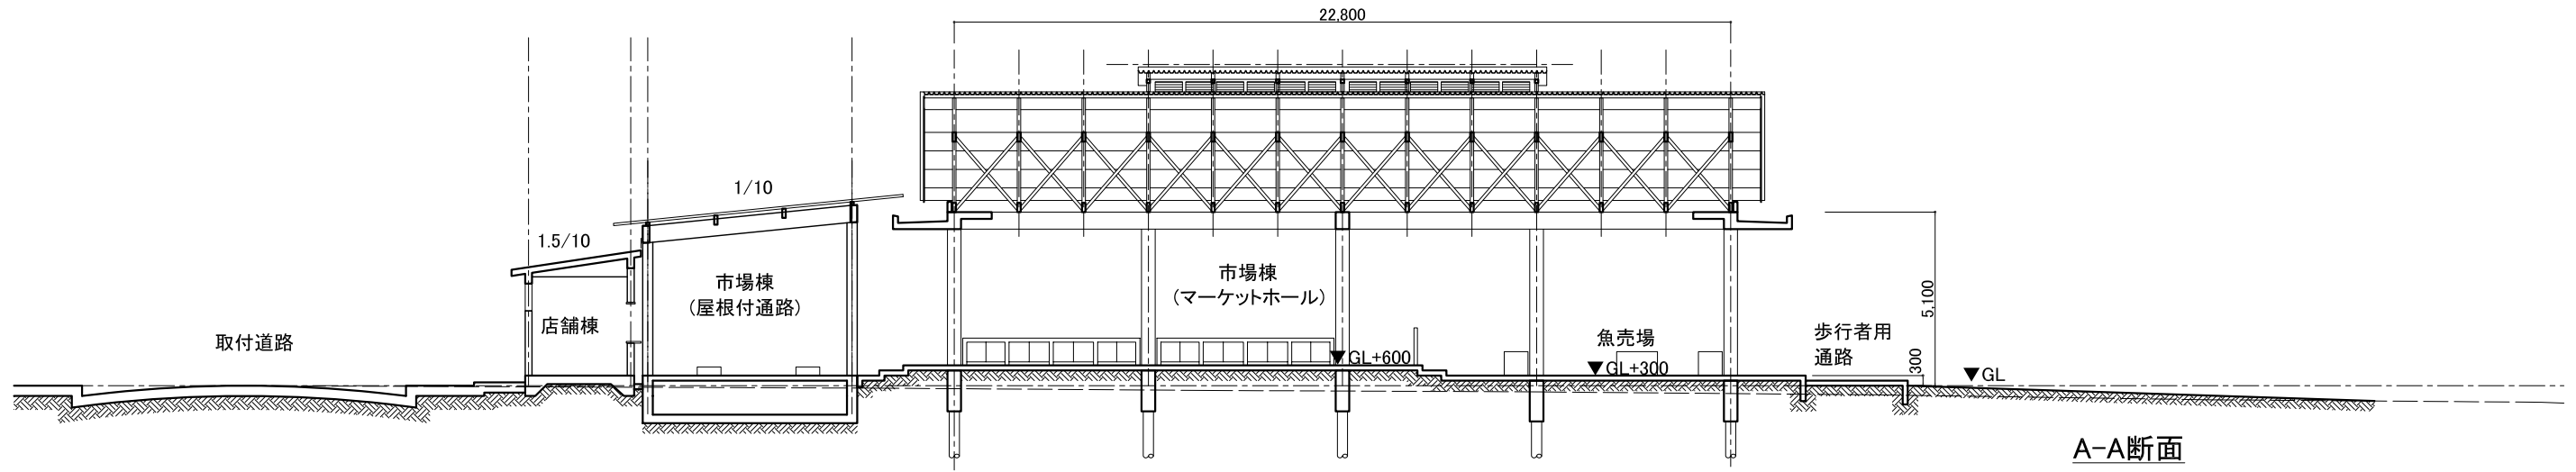 22,800
1/10
1.5/10
市場棟
（屋根付通路）
市場棟
（マーケットホール）
店舗棟
取付道路
魚売場
歩行者用
通路
5,100
300
▼GL+600
▼GL+300
▼GL
A-A断面